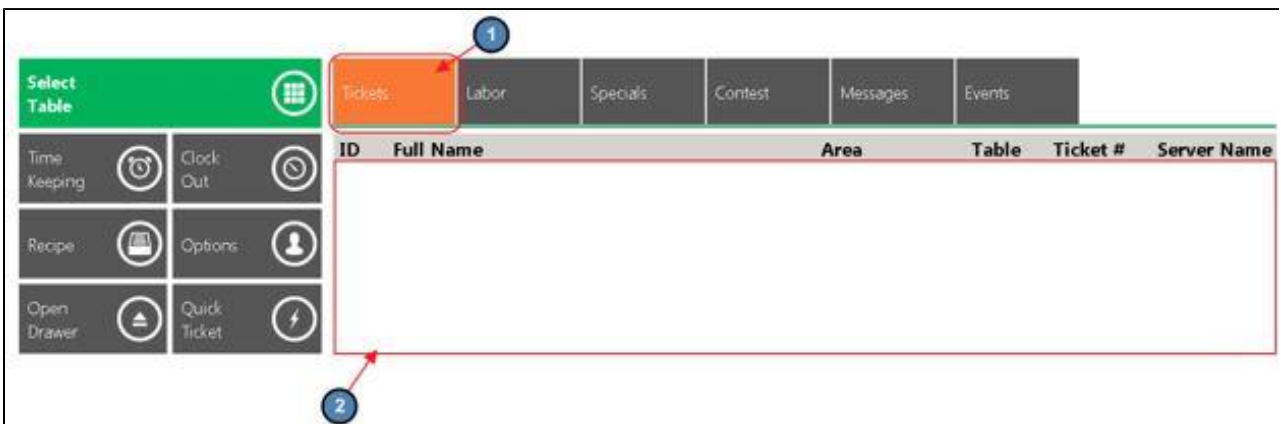 1
Select
Table
Tickets
Labor
Specials
Contest
Messages
Events
Time
Keeping
Clock
Out
ID Full Name Area Table Ticket # Server Name
Recipe
Options
Open
Drawer
Quick
Ticket
2